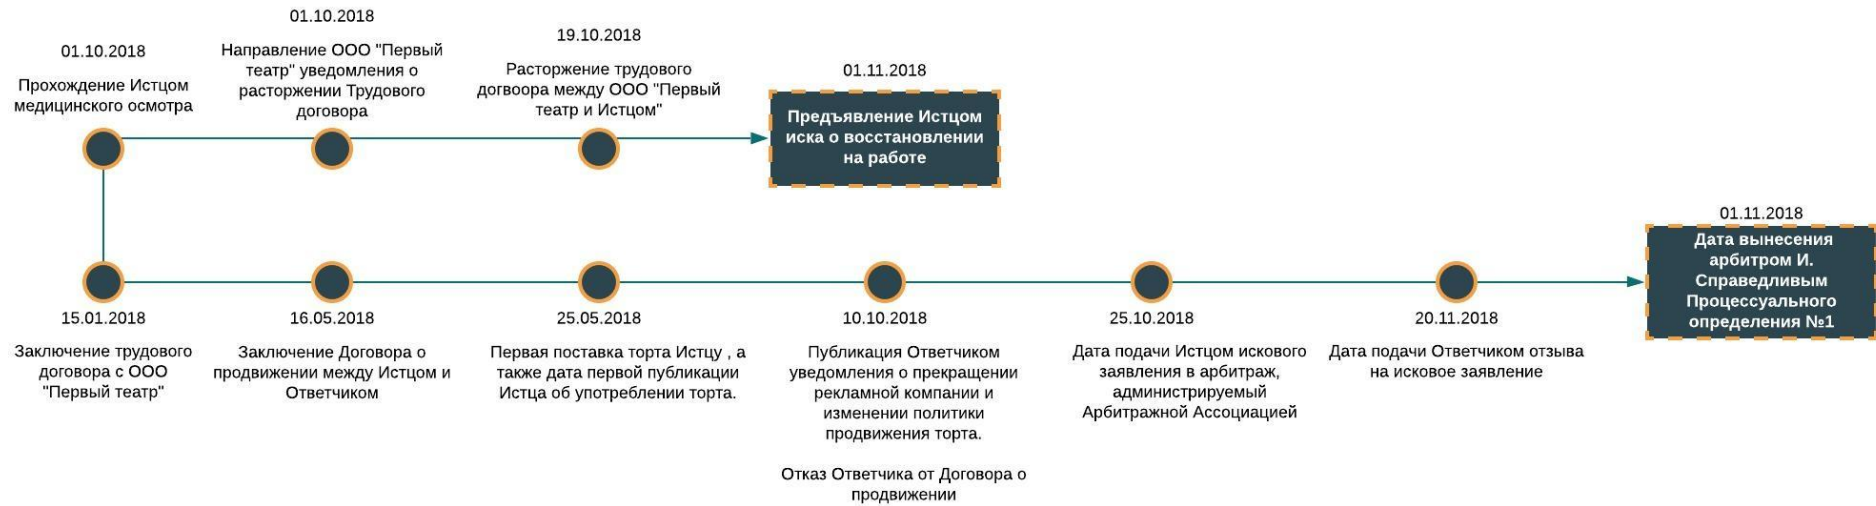 01.10.2018
Прохождение Истцом
медицинского осмотра
01.10.2018
Направление ООО "Первый
театр" уведомления о
расторжении Трудового
договора
19.10.2018
Расторжение трудового
догвоора между ООО "Первый
театр и Истцом"
01.11.2018
Предъявление Истцом
иска о восстановлении
на работе
15.01.2018
Заключение трудового
договора с ООО
"Первый театр"
16.05.2018
Заключение Договора о
продвижении между Истцом и
Ответчиком
25.05.2018
Первая поставка торта Истцу , а
также дата первой публикации
Истца об употреблении торта.
10.10.2018
Публикация Ответчиком
уведомления о прекращении
рекламной компании и
изменении политики
продвижения торта.
Отказ Ответчика от Договора о
продвижении
25.10.2018
Дата подачи Истцом искового
заявления в арбитраж,
администрируемый
Арбитражной Ассоциацией
20.11.2018
Дата подачи Ответчиком отзыва
на исковое заявление
01.11.2018
Дата вынесения
арбитром И.
Справедливым
Процессуального
определения №1